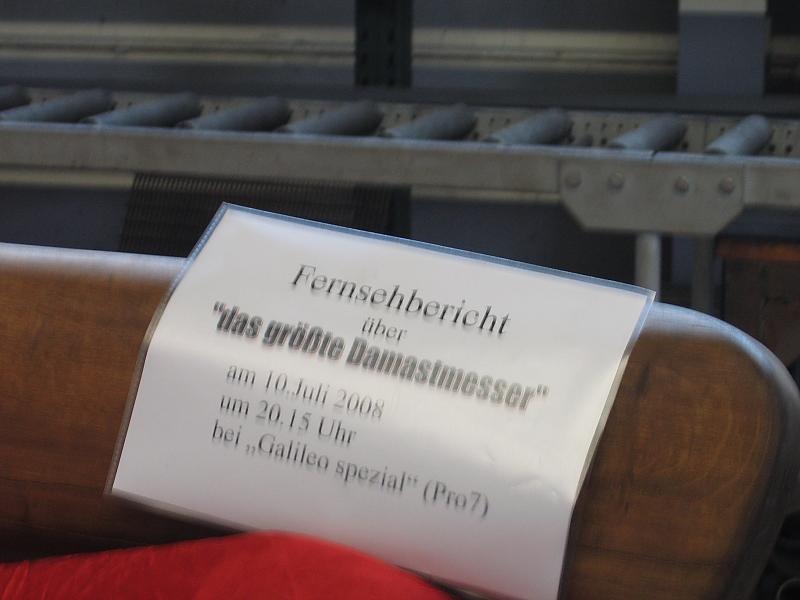 Fernsehbericht
über
"das größte Damastmesser"
am 10.Juli 2008
um 20.15 Uhr
bei „Galileo spezial“ (Pro7)